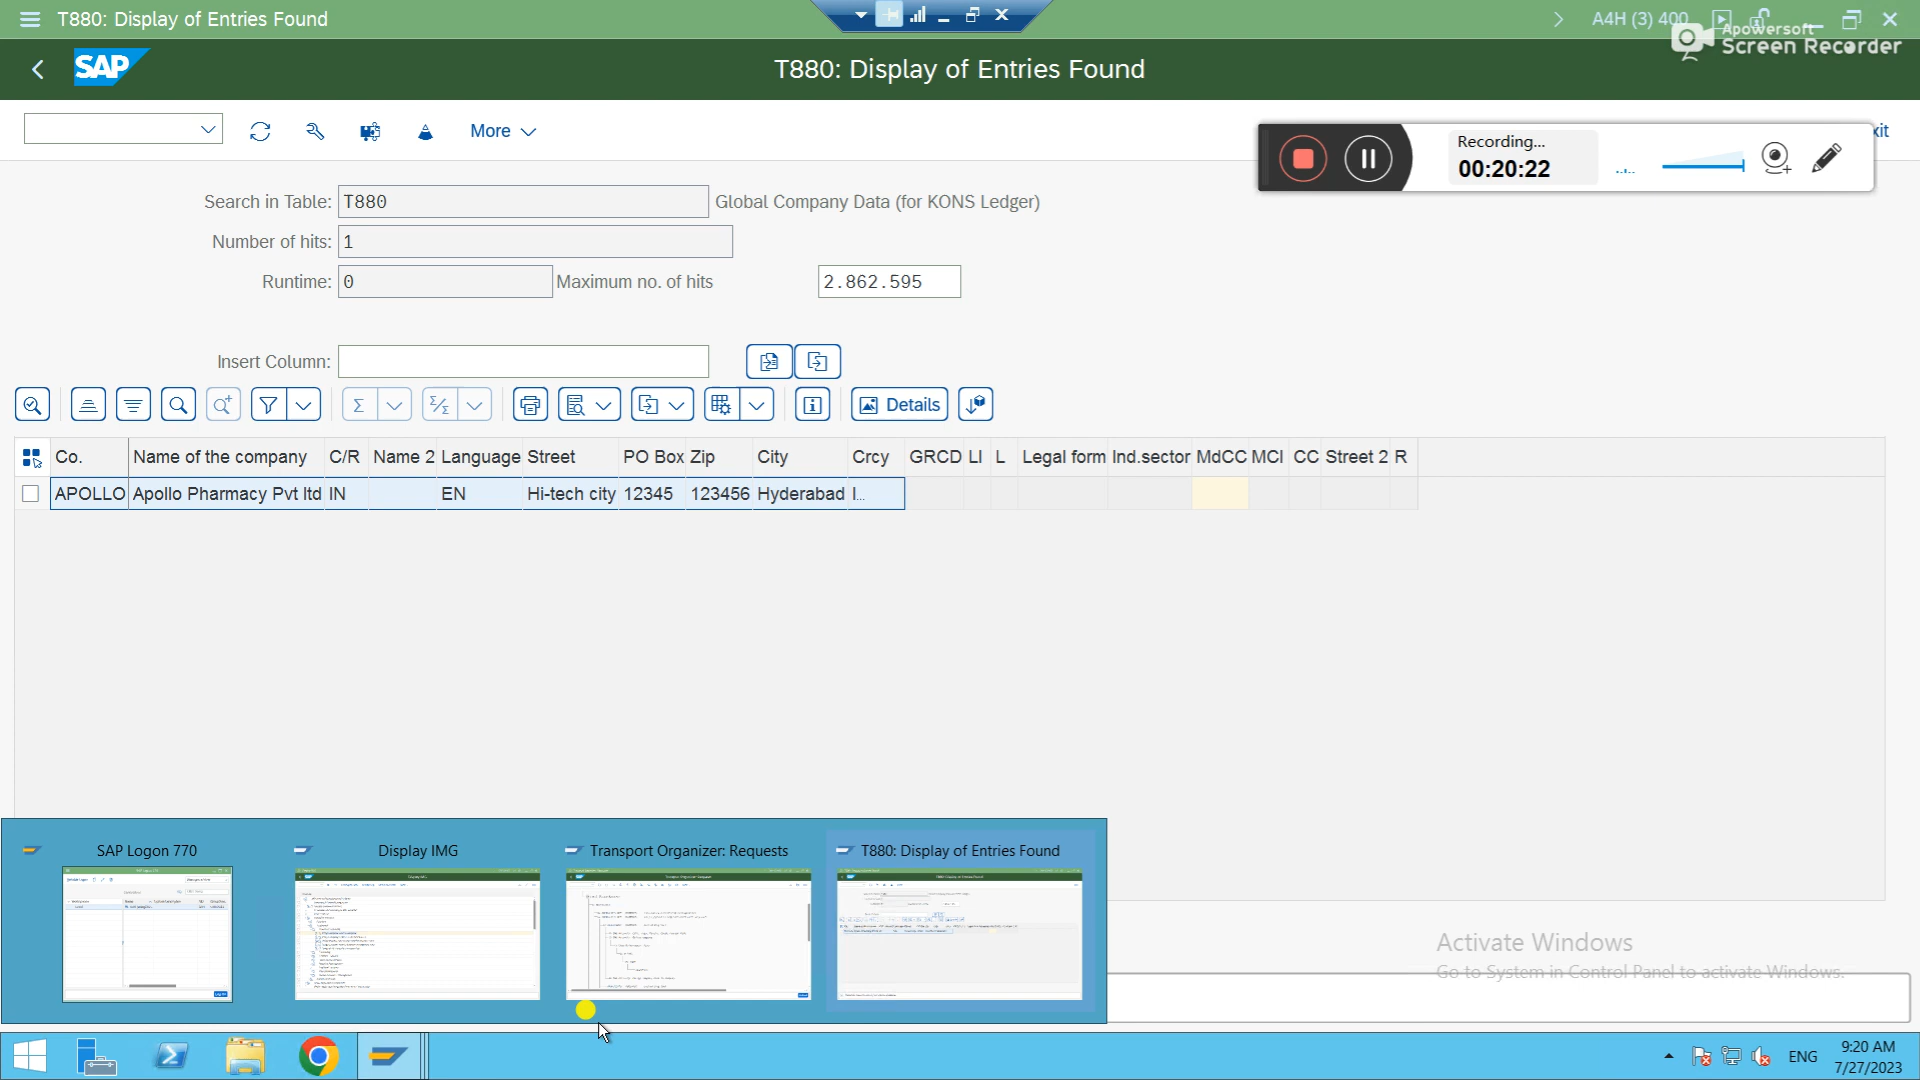 T880: Display of Entries Found
A4H (3) 400
Apowersoft
Screen Recorder
SAP
T880: Display of Entries Found
More
Recording...
00:20:22
xit
Search in Table: T880 Global Company Data (for KONS Ledger)
Number of hits: 1
Runtime: 0 Maximum no. of hits 2.862.595
Insert Column:
Details
Co. Name of the company C/R Name 2 Language Street PO Box Zip City Crcy GRCD LI L Legal form Ind.sector MdCC MCI CC Street 2 R
APOLLO Apollo Pharmacy Pvt ltd IN EN Hi-tech city 12345 123456 Hyderabad I...
SAP Logon 770 Display IMG Transport Organizer: Requests T880: Display of Entries Found
Activate Windows
Go to System in Control Panel to activate Windows.
ENG
9:20 AM
7/27/2023